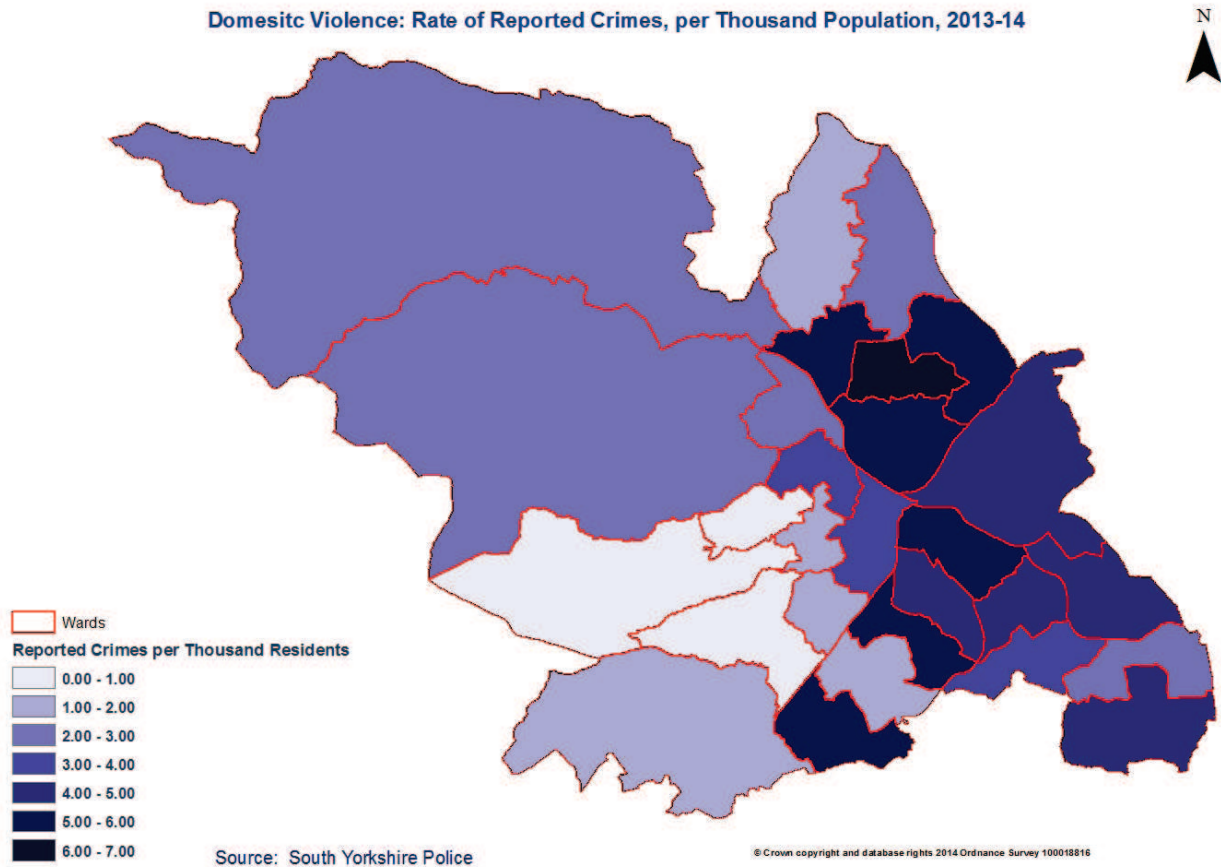 Domesitc Violence: Rate of Reported Crimes, per Thousand Population, 2013-14
N
Wards
Reported Crimes per Thousand Residents
0.00 - 1.00
1.00 - 2.00
2.00 - 3.00
3.00 - 4.00
4.00 - 5.00
5.00 - 6.00
6.00 - 7.00
Source: South Yorkshire Police
© Crown copyright and database rights 2014 Ordnance Survey 100018816